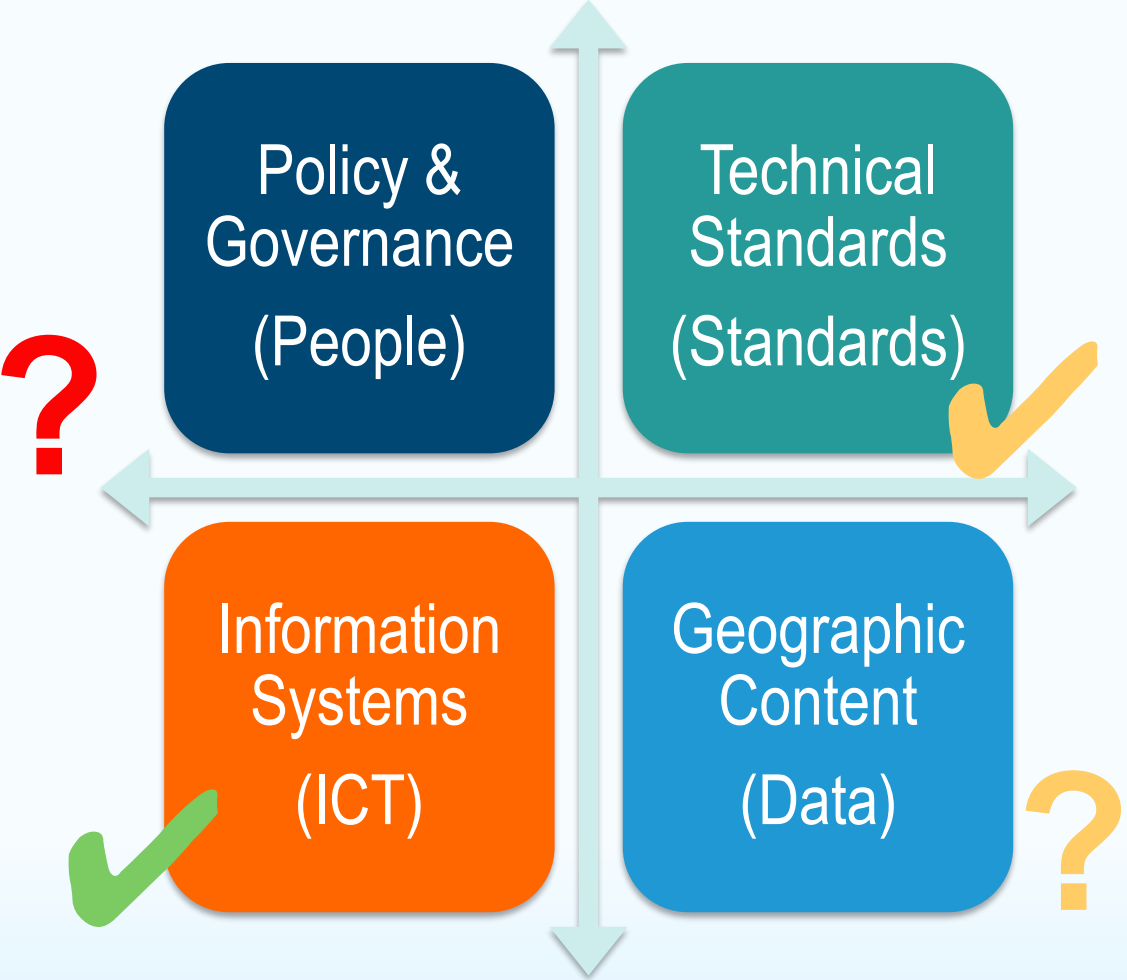 Policy &
Governance
(People)
Technical
Standards
(Standards)
?
Information
Systems
(ICT)
Geographic
Content
(Data)
?